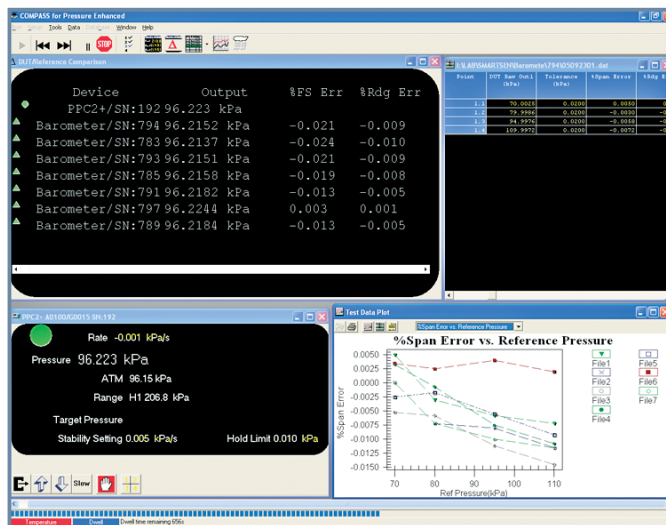 COMPASS for Pressure Enhanced
Tools Data Window Help
STOP
DUT/Reference Comparison
Device Output %FS Err %Rdg Err
PPC2+/SN:192 96.223 kPa
Barometer/SN:794 96.2152 kPa -0.021 -0.009
Barometer/SN:783 96.2137 kPa -0.024 -0.010
Barometer/SN:793 96.2151 kPa -0.021 -0.009
Barometer/SN:785 96.2158 kPa -0.019 -0.008
Barometer/SN:791 96.2182 kPa -0.013 -0.005
Barometer/SN:797 96.2244 kPa 0.003 0.001
Barometer/SN:789 96.2184 kPa -0.013 -0.005
Point DUT Raw Out1 Tolerance %Span Error
(kPa) (kPa)
1.1 70.0028 0.0200 0.0050
1.2 79.9986 0.0200 -0.0030
1.3 94.9976 0.0200 -0.0058
1.4 109.9972 0.0200 -0.0072
PPC2+ A0100/G0015 SN:192
Rate -0.001 kPa/s
Pressure 96.223 kPa
ATM 96.15 kPa
Range H1 206.8 kPa
Target Pressure
Stability Setting 0.005 kPa/s Hold Limit 0.010 kPa
Slew
Test Data Plot
%Span Error vs. Reference Pressure
%Span Error vs. Reference Pressure
0.0050
0.0025
0.0000
-0.0025
-0.0050
-0.0075
-0.0100
-0.0125
-0.0150
%Span Error
70 80 90 100 110
Ref Pressure(kPa)
File1 File5
File2 File6
File3 File7
File4
Temperature Dwell Dwell time remaining 656s